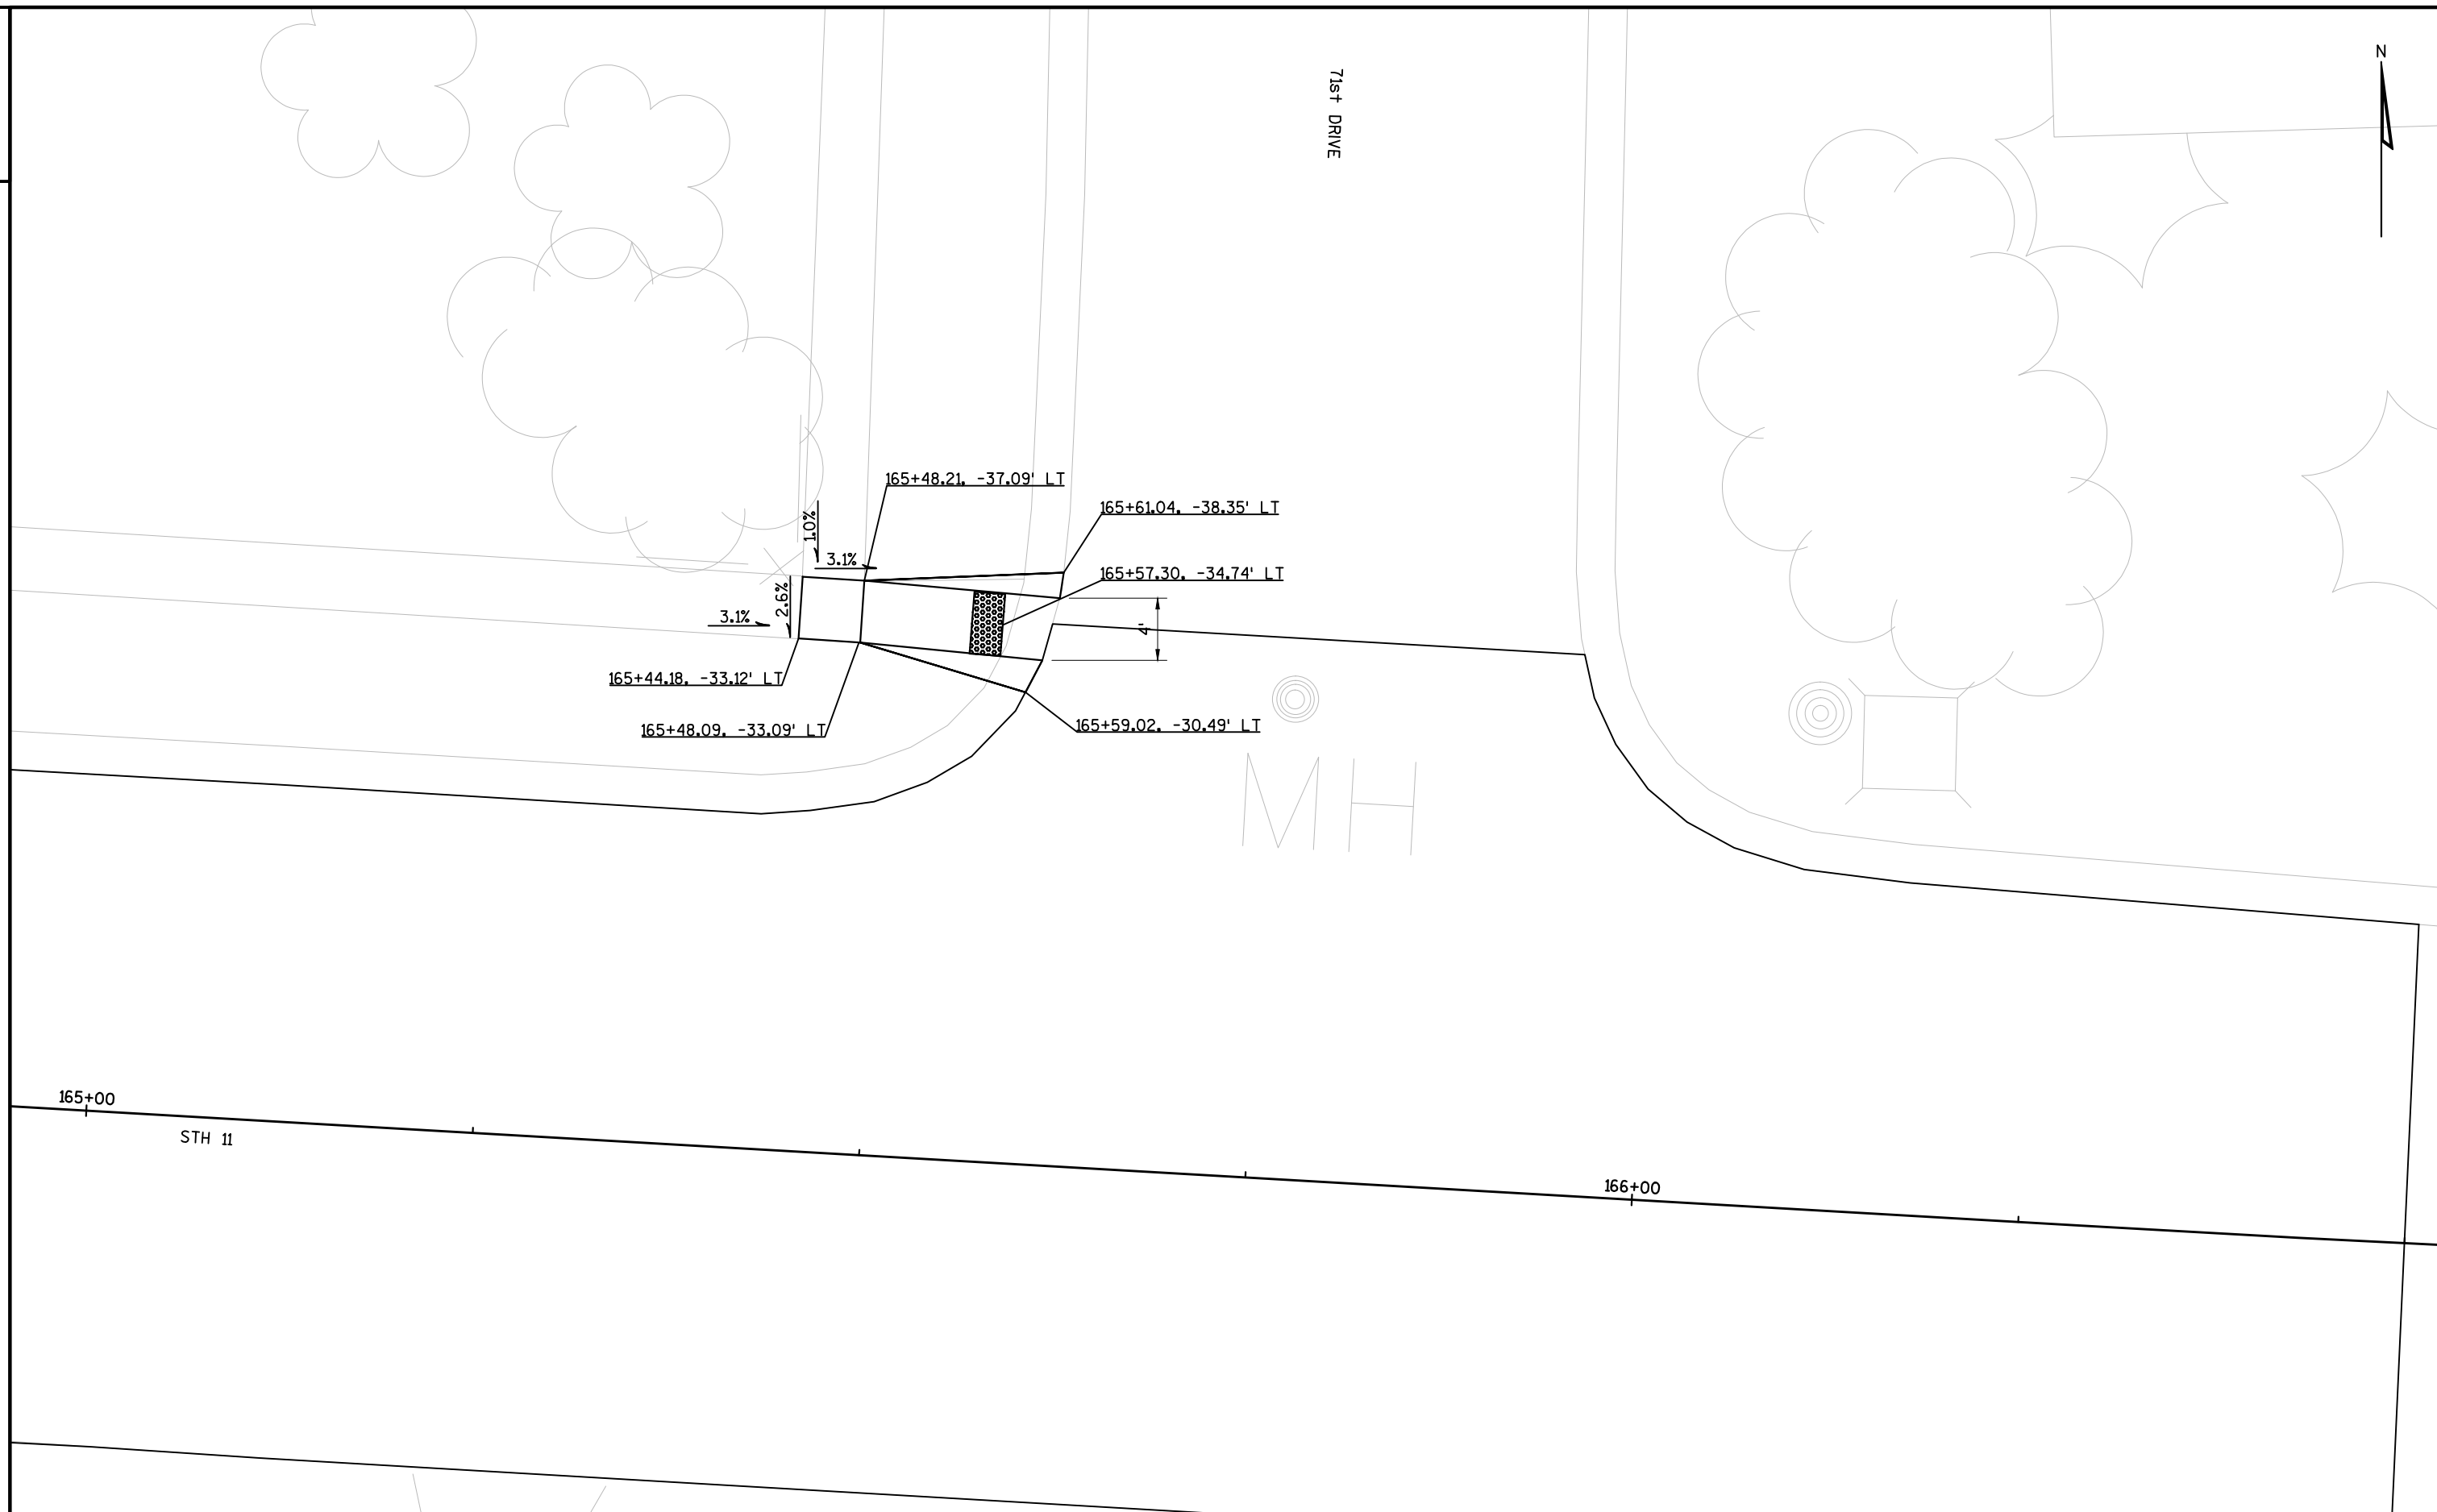 N
71st DRIVE
165+48.21, -37.09' LT
165+61.04, -38.35' LT
1.0%
3.1%
165+57.30, -34.74' LT
2.6%
3.1%
4'
165+44.18, -33.12' LT
165+48.09, -33.09' LT
165+59.02, -30.49' LT
MH
165+00
STH 11
166+00